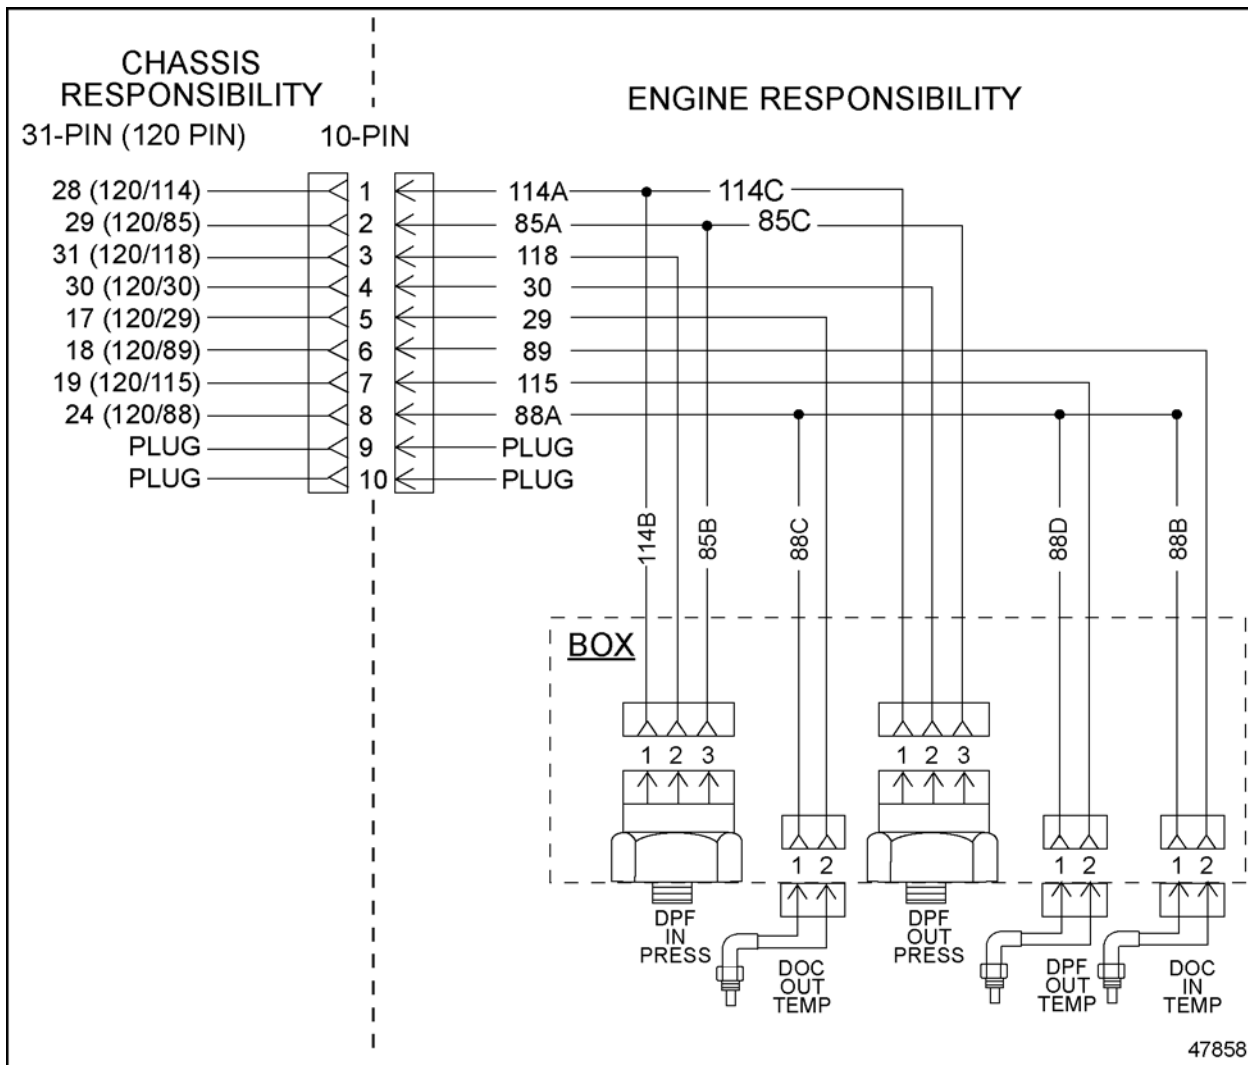 CHASSIS
RESPONSIBILITY
ENGINE RESPONSIBILITY
31-PIN (120 PIN)
10-PIN
28 (120/114) 1 114A 114C
29 (120/85) 2 85A 85C
31 (120/118) 3 118
30 (120/30) 4 30
17 (120/29) 5 29
18 (120/89) 6 89
19 (120/115) 7 115
24 (120/88) 8 88A
PLUG 9 PLUG
PLUG 10 PLUG
114B
85B
88C
88D
88B
BOX
1 2 3
1 2 3
1 2
1 2
1 2
DPF
IN
PRESS
DOC
OUT
TEMP
DPF
OUT
PRESS
DPF
OUT
TEMP
DOC
IN
TEMP
47858